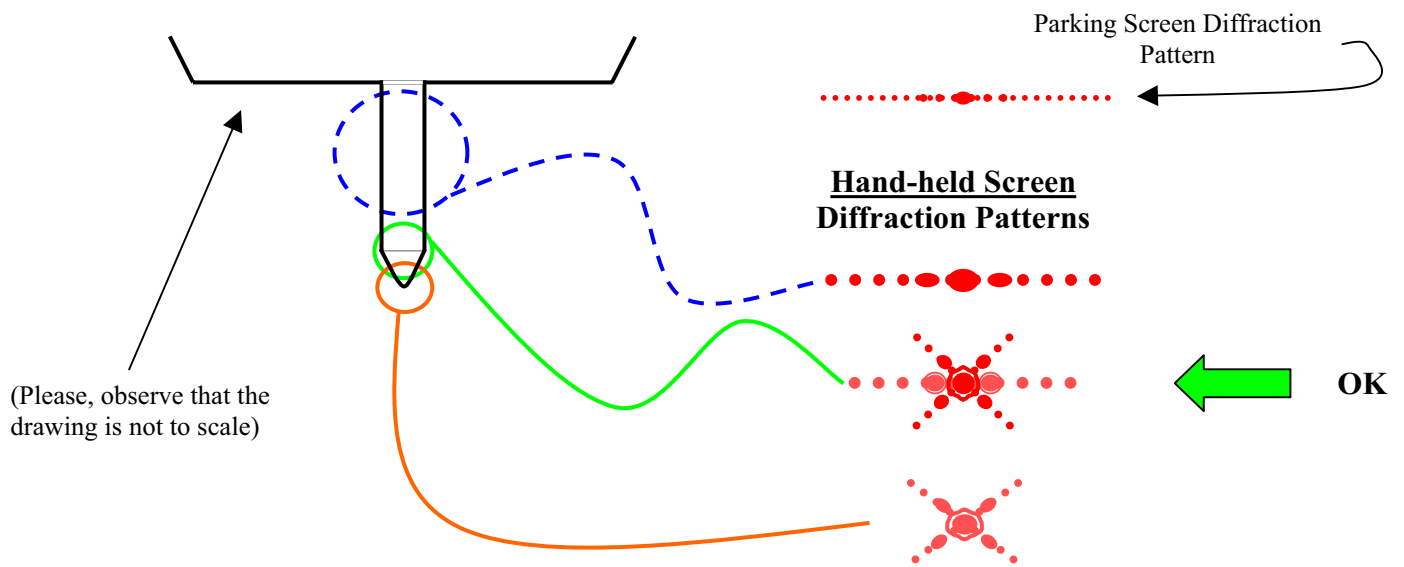 Parking Screen Diffraction
Pattern
Hand-held Screen
Diffraction Patterns
OK
(Please, observe that the
drawing is not to scale)